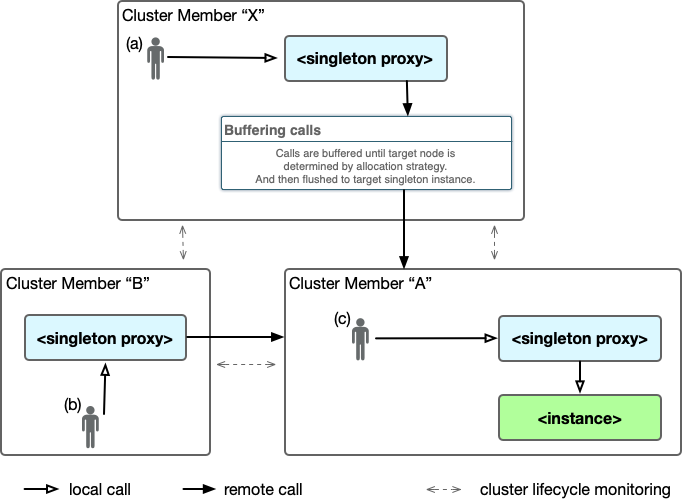 Cluster Member “X”
(a)
<singleton proxy>
Buffering calls
Calls are buffered until target node is
determined by allocation strategy.
And then flushed to target singleton instance.
Cluster Member “B”
<singleton proxy>
(b)
Cluster Member “A”
(c)
<singleton proxy>
<instance>
local call
remote call
cluster lifecycle monitoring